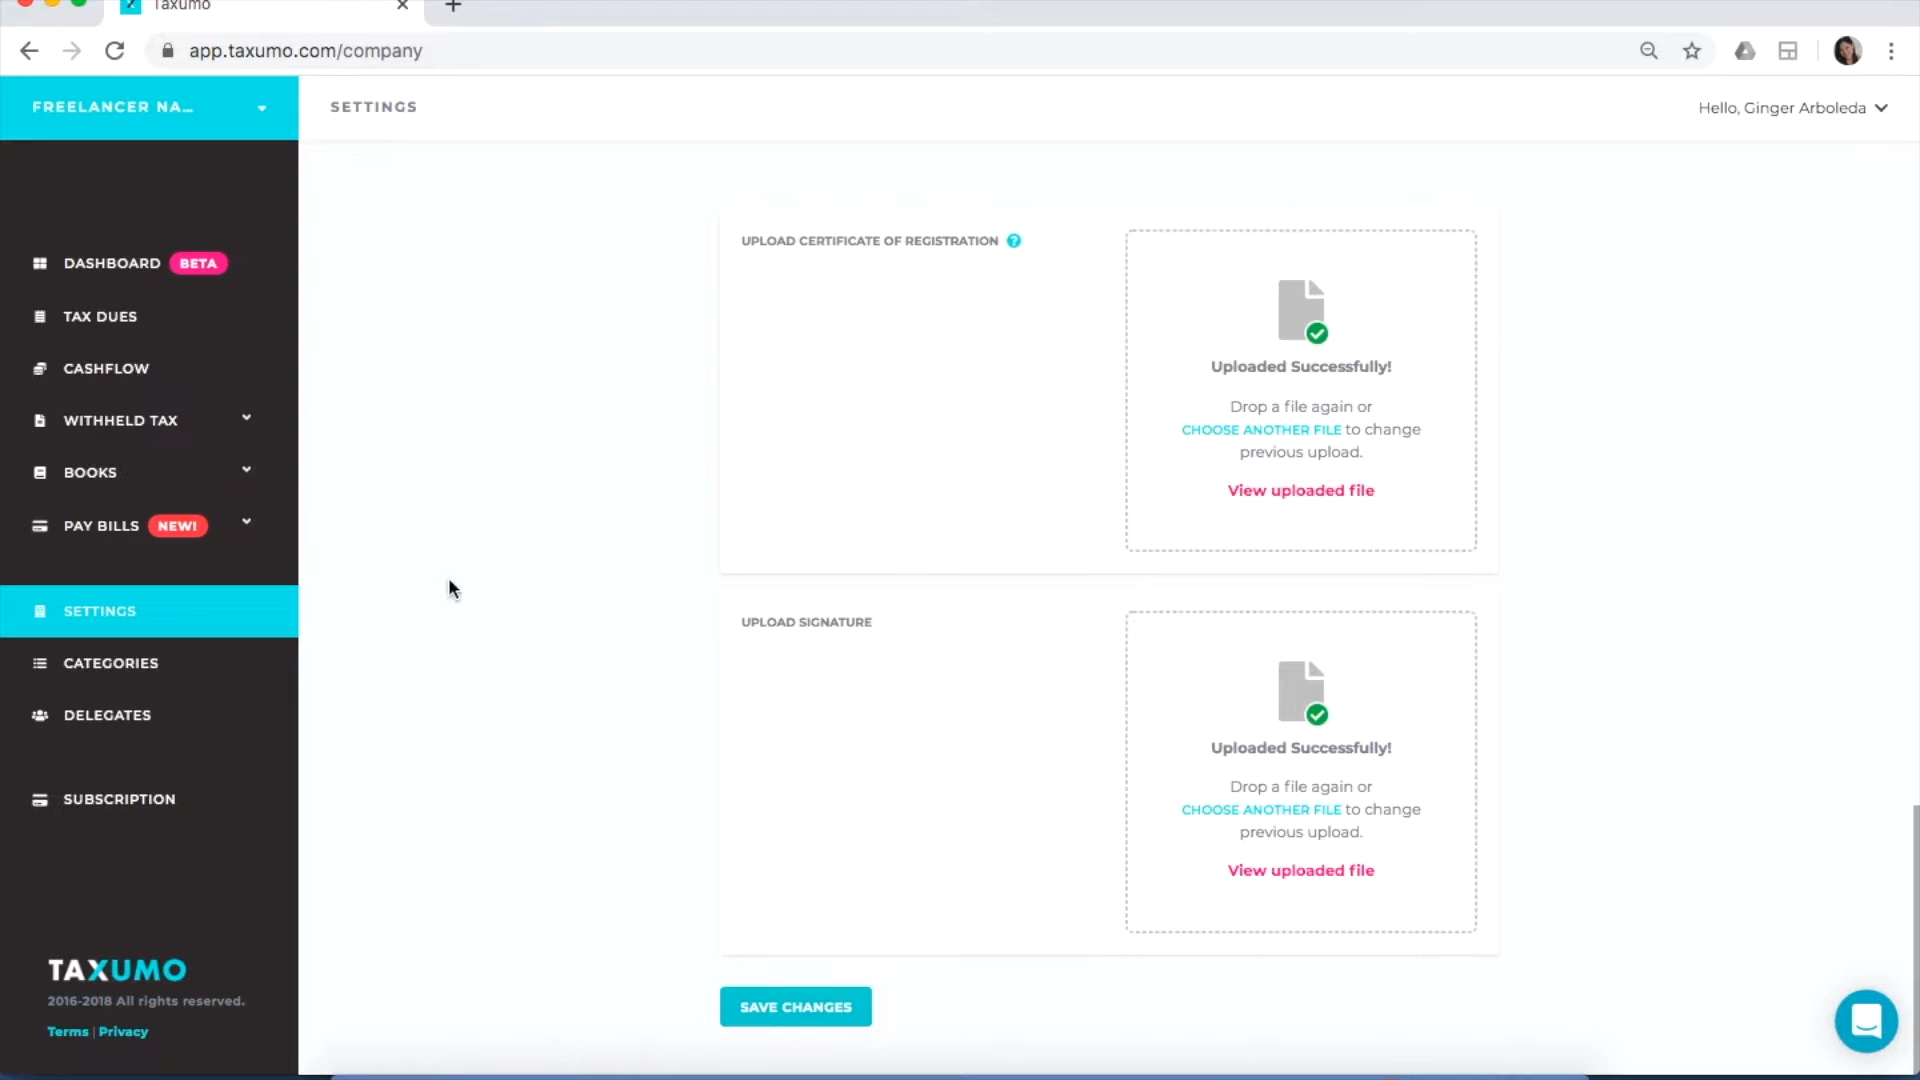 Taxumo
app.taxumo.com/company
FREELANCER NA...
SETTINGS
Hello, Ginger Arboleda
DASHBOARD BETA
TAX DUES
CASHFLOW
WITHHELD TAX
BOOKS
PAY BILLS NEW!
SETTINGS
CATEGORIES
DELEGATES
SUBSCRIPTION
TAXUMO
2016-2018 All rights reserved.
Terms | Privacy
UPLOAD CERTIFICATE OF REGISTRATION ?
Uploaded Successfully!
Drop a file again or
CHOOSE ANOTHER FILE to change
previous upload.
View uploaded file
UPLOAD SIGNATURE
Uploaded Successfully!
Drop a file again or
CHOOSE ANOTHER FILE to change
previous upload.
View uploaded file
SAVE CHANGES